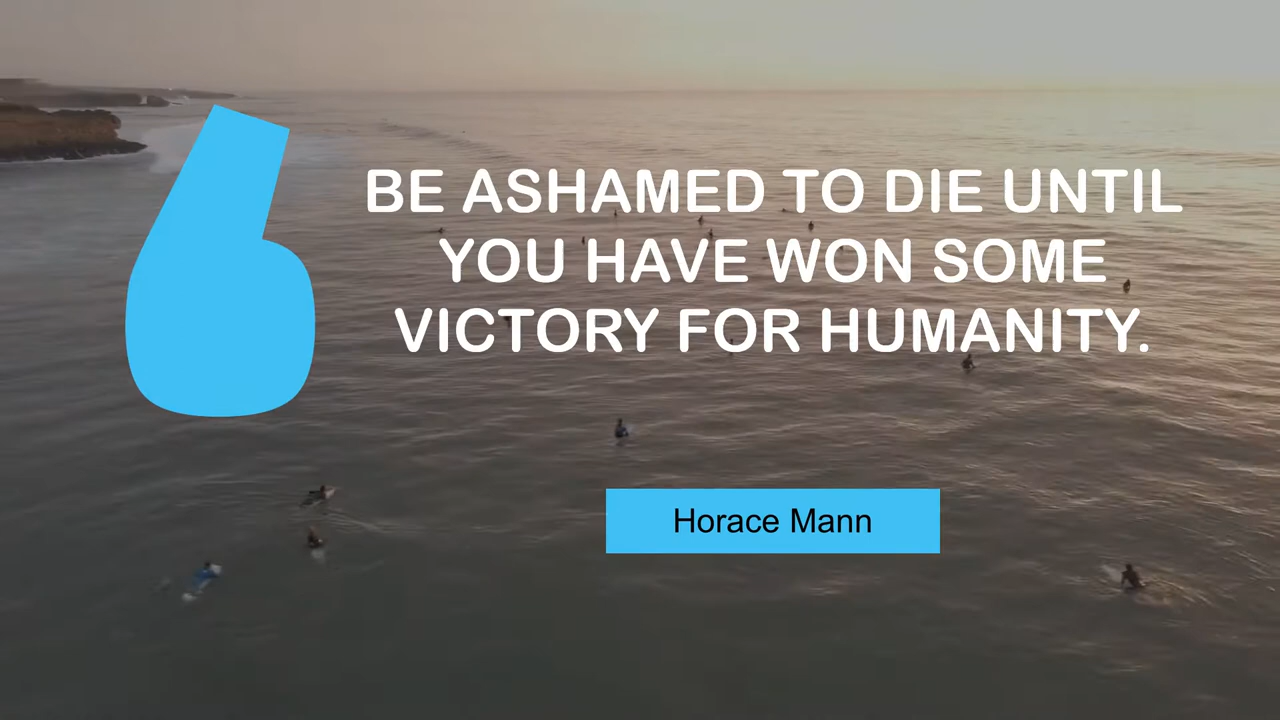 BE ASHAMED TO DIE UNTIL
YOU HAVE WON SOME
VICTORY FOR HUMANITY.
Horace Mann